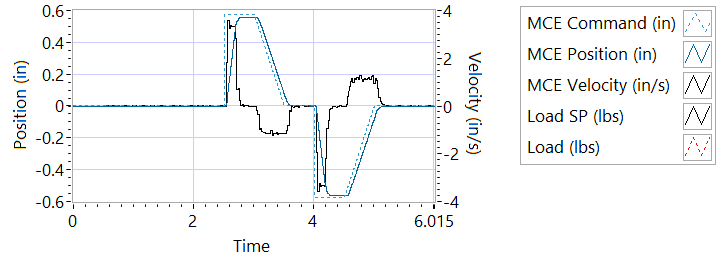 Position (in)
0.6
0.4
0.2
0
-0.2
-0.4
-0.6
0
2
4
6.015
Time
4
2
0
-2
-4
Velocity (in/s)
MCE Command (in)
MCE Position (in)
MCE Velocity (in/s)
Load SP (lbs)
Load (lbs)